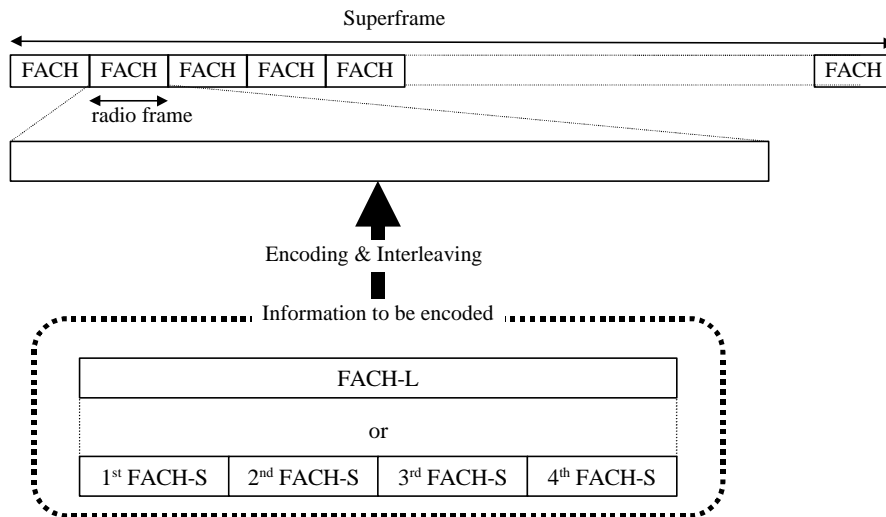 Superframe
FACH FACH FACH FACH FACH FACH
radio frame
Encoding & Interleaving
Information to be encoded
FACH-L
or
1st FACH-S 2nd FACH-S 3rd FACH-S 4th FACH-S